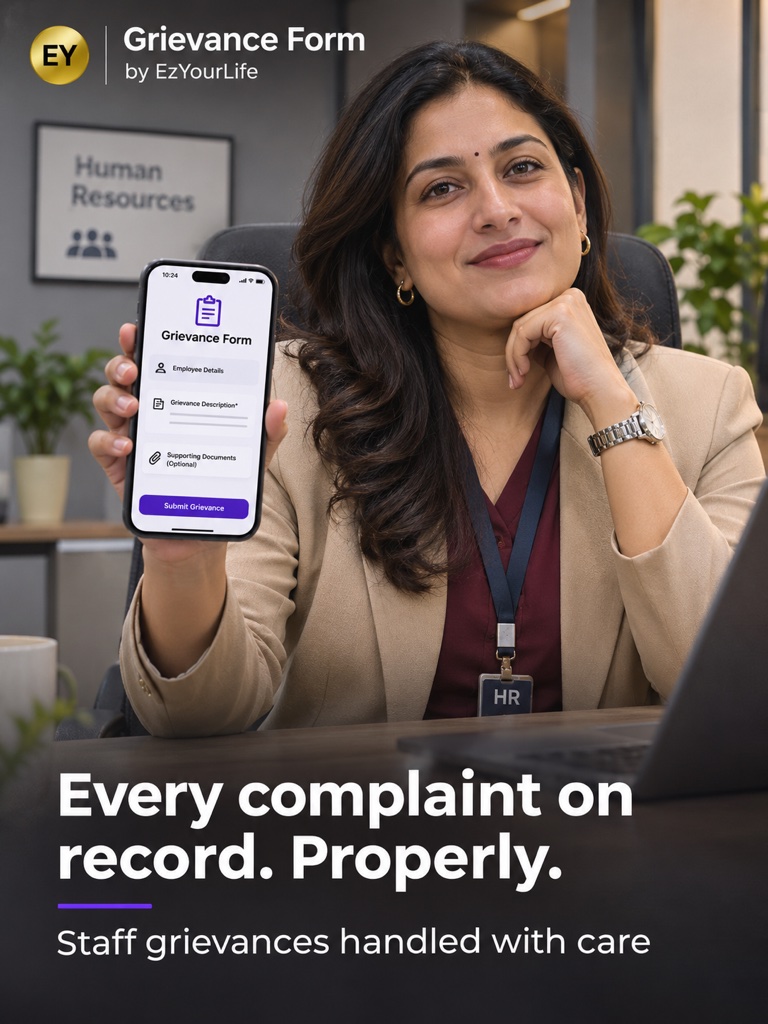 EY
Grievance Form
by EzYourLife
Human
Resources
10:24
Grievance Form
Employee Details
Grievance Description*
Supporting Documents
(Optional)
Submit Grievance
HR
Every complaint on
record. Properly.
Staff grievances handled with care